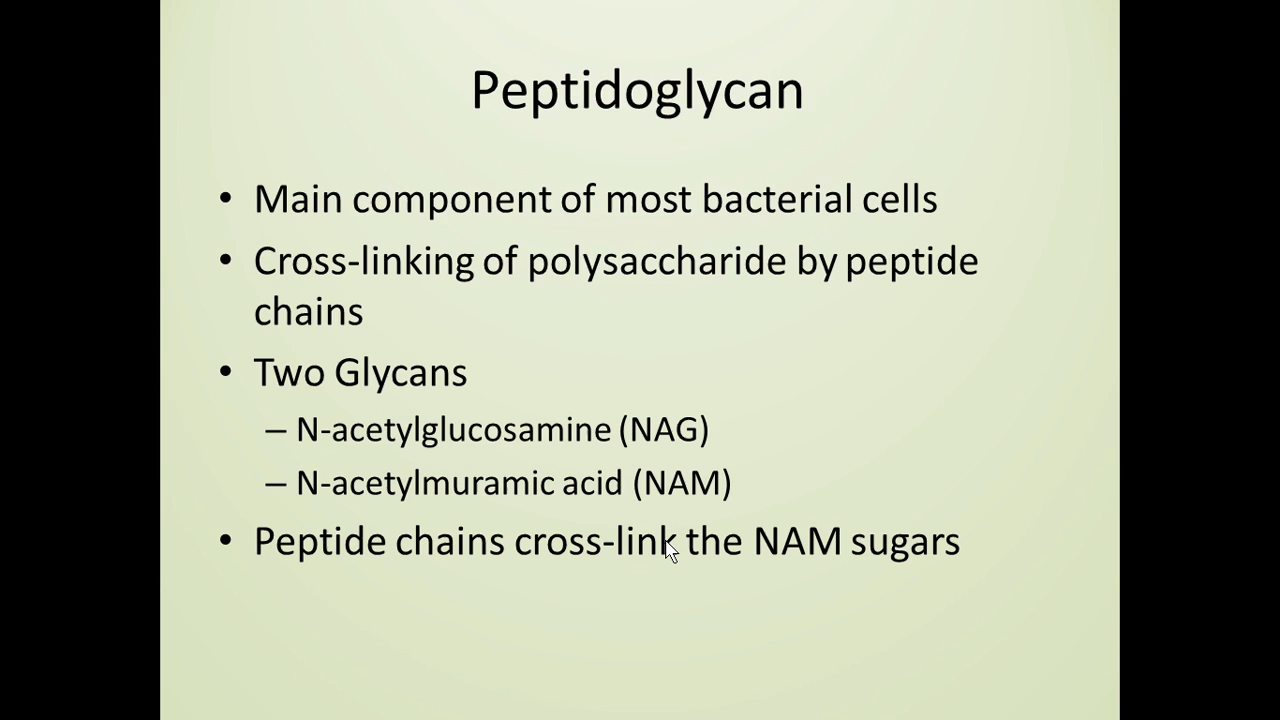 Peptidoglycan
• Main component of most bacterial cells
• Cross-linking of polysaccharide by peptide
chains
• Two Glycans
– N-acetylglucosamine (NAG)
– N-acetylmuramic acid (NAM)
• Peptide chains cross-link the NAM sugars